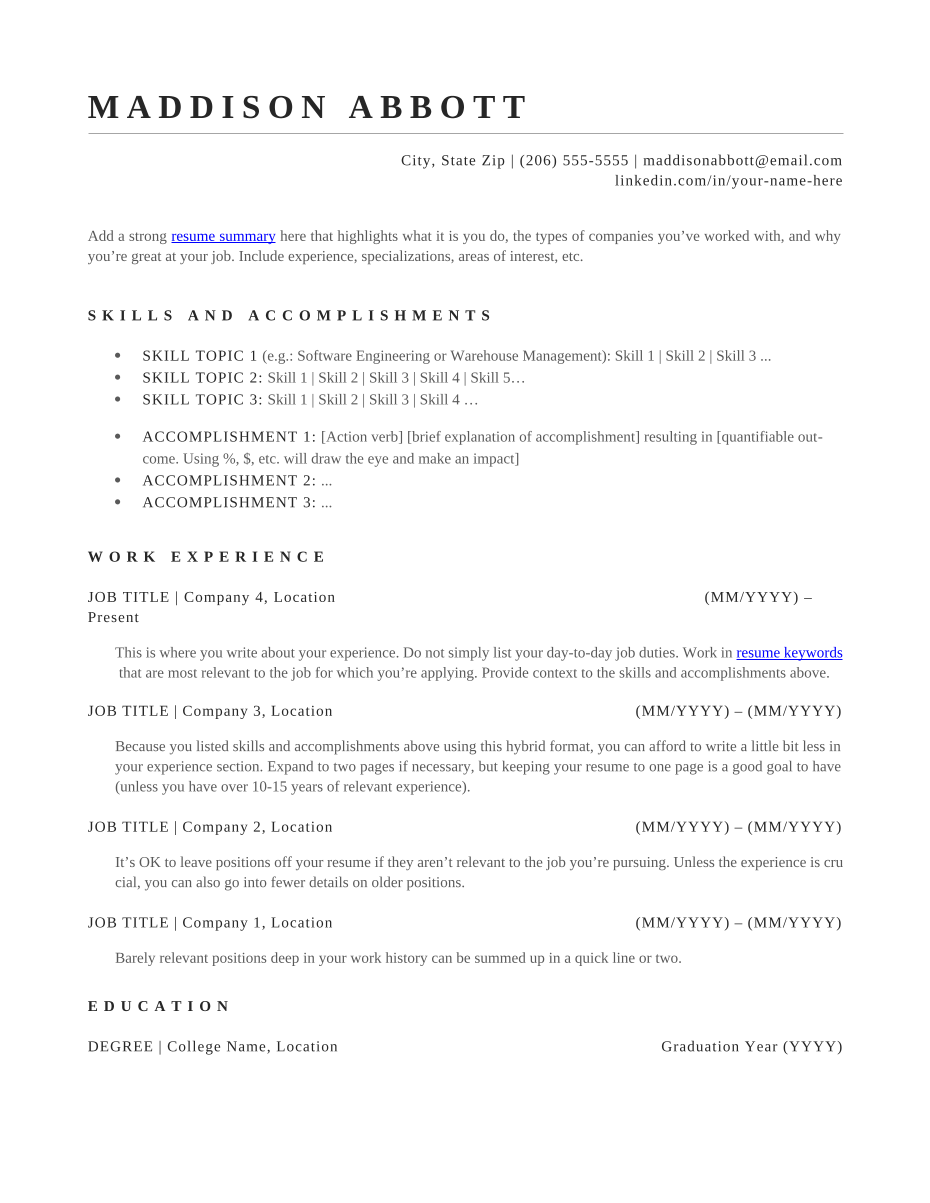 MADDISON ABBOTT
City, State Zip | (206) 555-5555 | maddisonabbott@email.com
linkedin.com/in/your-name-here
Add a strong resume summary here that highlights what it is you do, the types of companies you’ve worked with, and why
you’re great at your job. Include experience, specializations, areas of interest, etc.
SKILLS AND ACCOMPLISHMENTS
• SKILL TOPIC 1 (e.g.: Software Engineering or Warehouse Management): Skill 1 | Skill 2 | Skill 3 ...
• SKILL TOPIC 2: Skill 1 | Skill 2 | Skill 3 | Skill 4 | Skill 5…
• SKILL TOPIC 3: Skill 1 | Skill 2 | Skill 3 | Skill 4 …
• ACCOMPLISHMENT 1: [Action verb] [brief explanation of accomplishment] resulting in [quantifiable out-
come. Using %, $, etc. will draw the eye and make an impact]
• ACCOMPLISHMENT 2: ...
• ACCOMPLISHMENT 3: ...
WORK EXPERIENCE
JOB TITLE | Company 4, Location (MM/YYYY) –
Present
This is where you write about your experience. Do not simply list your day-to-day job duties. Work in resume keywords
that are most relevant to the job for which you’re applying. Provide context to the skills and accomplishments above.
JOB TITLE | Company 3, Location (MM/YYYY) – (MM/YYYY)
Because you listed skills and accomplishments above using this hybrid format, you can afford to write a little bit less in
your experience section. Expand to two pages if necessary, but keeping your resume to one page is a good goal to have
(unless you have over 10-15 years of relevant experience).
JOB TITLE | Company 2, Location (MM/YYYY) – (MM/YYYY)
It’s OK to leave positions off your resume if they aren’t relevant to the job you’re pursuing. Unless the experience is cru
cial, you can also go into fewer details on older positions.
JOB TITLE | Company 1, Location (MM/YYYY) – (MM/YYYY)
Barely relevant positions deep in your work history can be summed up in a quick line or two.
EDUCATION
DEGREE | College Name, Location Graduation Year (YYYY)